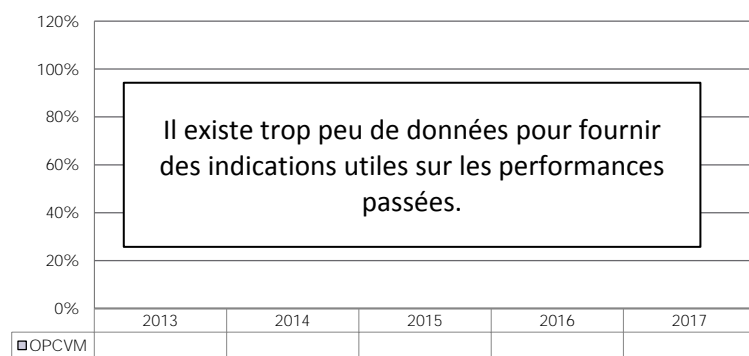 120%
100%
80%
60%
40%
20%
0%
Il existe trop peu de données pour fournir
des indications utiles sur les performances
passées.
2013 2014 2015 2016 2017
OPCVM